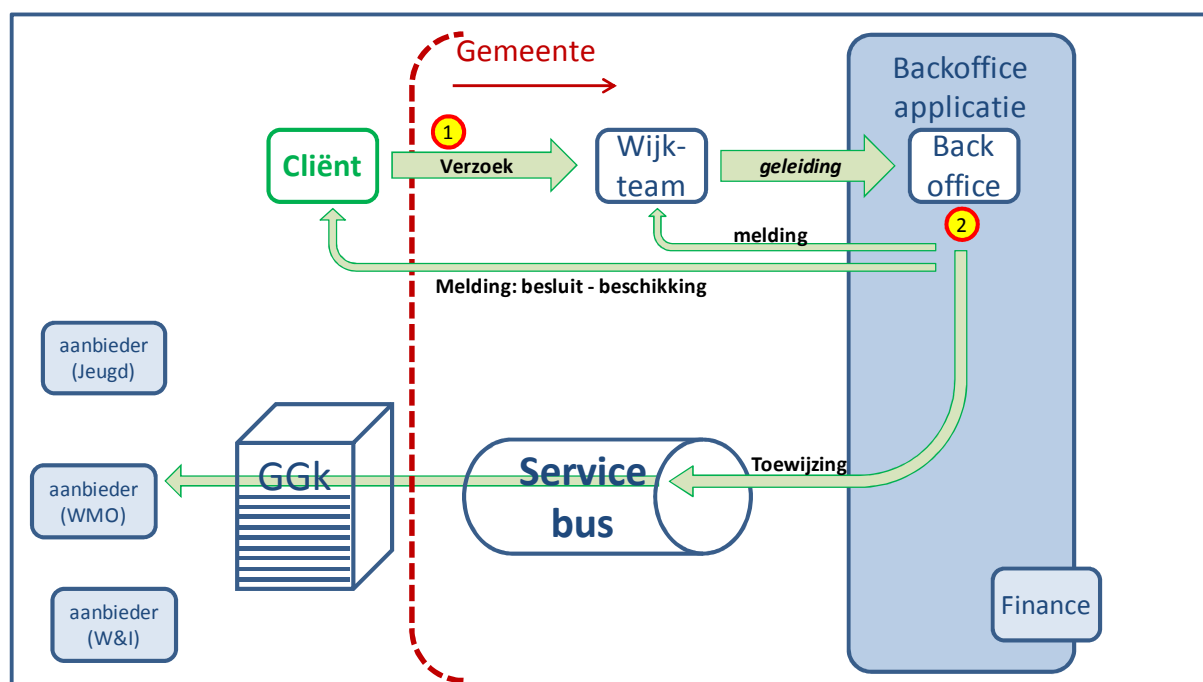 Gemeente
Backoffice
applicatie
1
Cliënt
Verzoek
Wijk-
team
geleiding
Back
office
2
melding
Melding: besluit - beschikking
aanbieder
(Jeugd)
GGk
Service
bus
Toewijzing
aanbieder
(WMO)
aanbieder
(W&I)
Finance